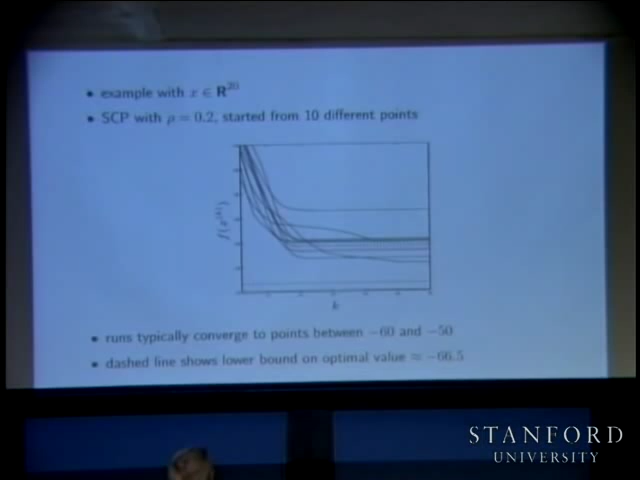 • example with x ∈ R²⁰
• SCP with ρ = 0.2, started from 10 different points
f(x⁽ᵏ⁾)
k
• runs typically converge to points between −60 and −50
• dashed line shows lower bound on optimal value ≈ −66.5
STANFORD
UNIVERSITY